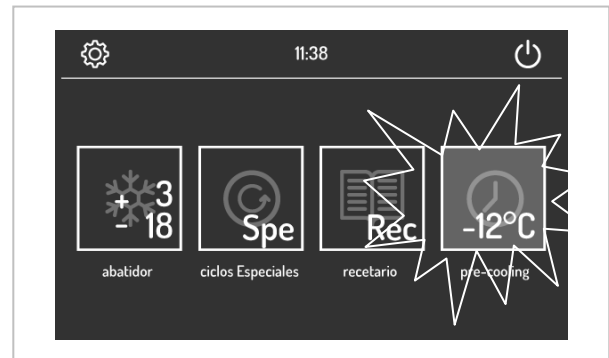 11:38
+ 3
- 18
Spe
Rec
-12°C
abatidor
ciclos Especiales
recetario
pre-cooling